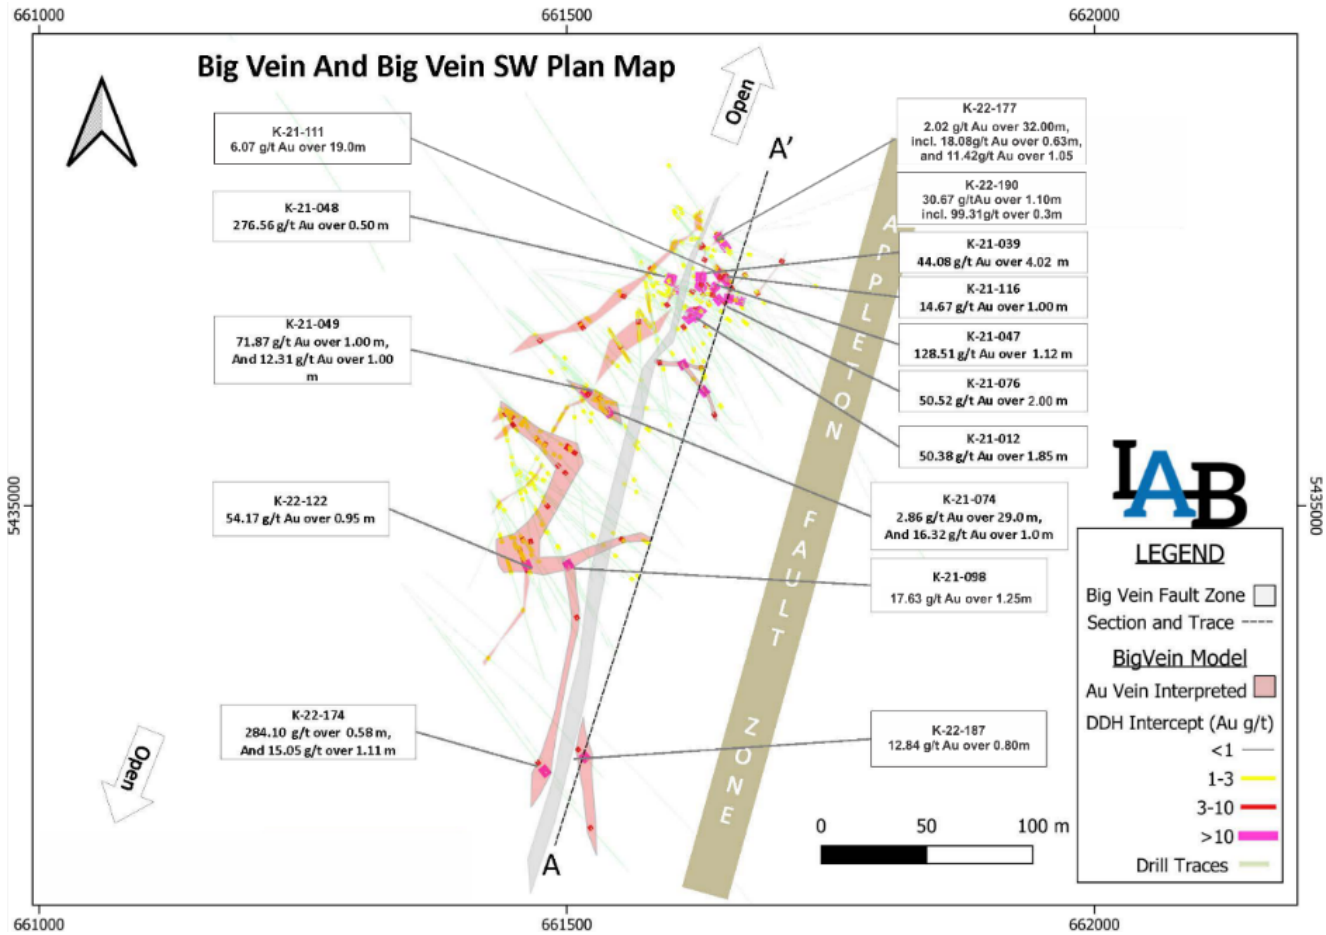 661000
661500
662000
Big Vein And Big Vein SW Plan Map
Open
A'
K-21-111
6.07 g/t Au over 19.0m
K-21-048
276.56 g/t Au over 0.50 m
K-21-049
71.87 g/t Au over 1.00 m,
And 12.31 g/t Au over 1.00
m
K-22-122
54.17 g/t Au over 0.95 m
K-22-174
284.10 g/t over 0.58 m,
And 15.05 g/t over 1.11 m
K-22-177
2.02 g/t Au over 32.00m,
incl. 18.08g/t Au over 0.63m,
and 11.42g/t Au over 1.05
K-22-190
30.67 g/tAu over 1.10m
incl. 99.31g/t over 0.3m
K-21-039
44.08 g/t Au over 4.02 m
K-21-116
14.67 g/t Au over 1.00 m
K-21-047
128.51 g/t Au over 1.12 m
K-21-076
50.52 g/t Au over 2.00 m
K-21-012
50.38 g/t Au over 1.85 m
K-21-074
2.86 g/t Au over 29.0 m,
And 16.32 g/t Au over 1.0 m
K-21-098
17.63 g/t Au over 1.25m
K-22-187
12.84 g/t Au over 0.80m
APPLETON FAULT ZONE
5435000
5435000
Open
A
LAB
LEGEND
Big Vein Fault Zone
Section and Trace
BigVein Model
Au Vein Interpreted
DDH Intercept (Au g/t)
<1
1-3
3-10
>10
Drill Traces
0 50 100 m
661000
661500
662000